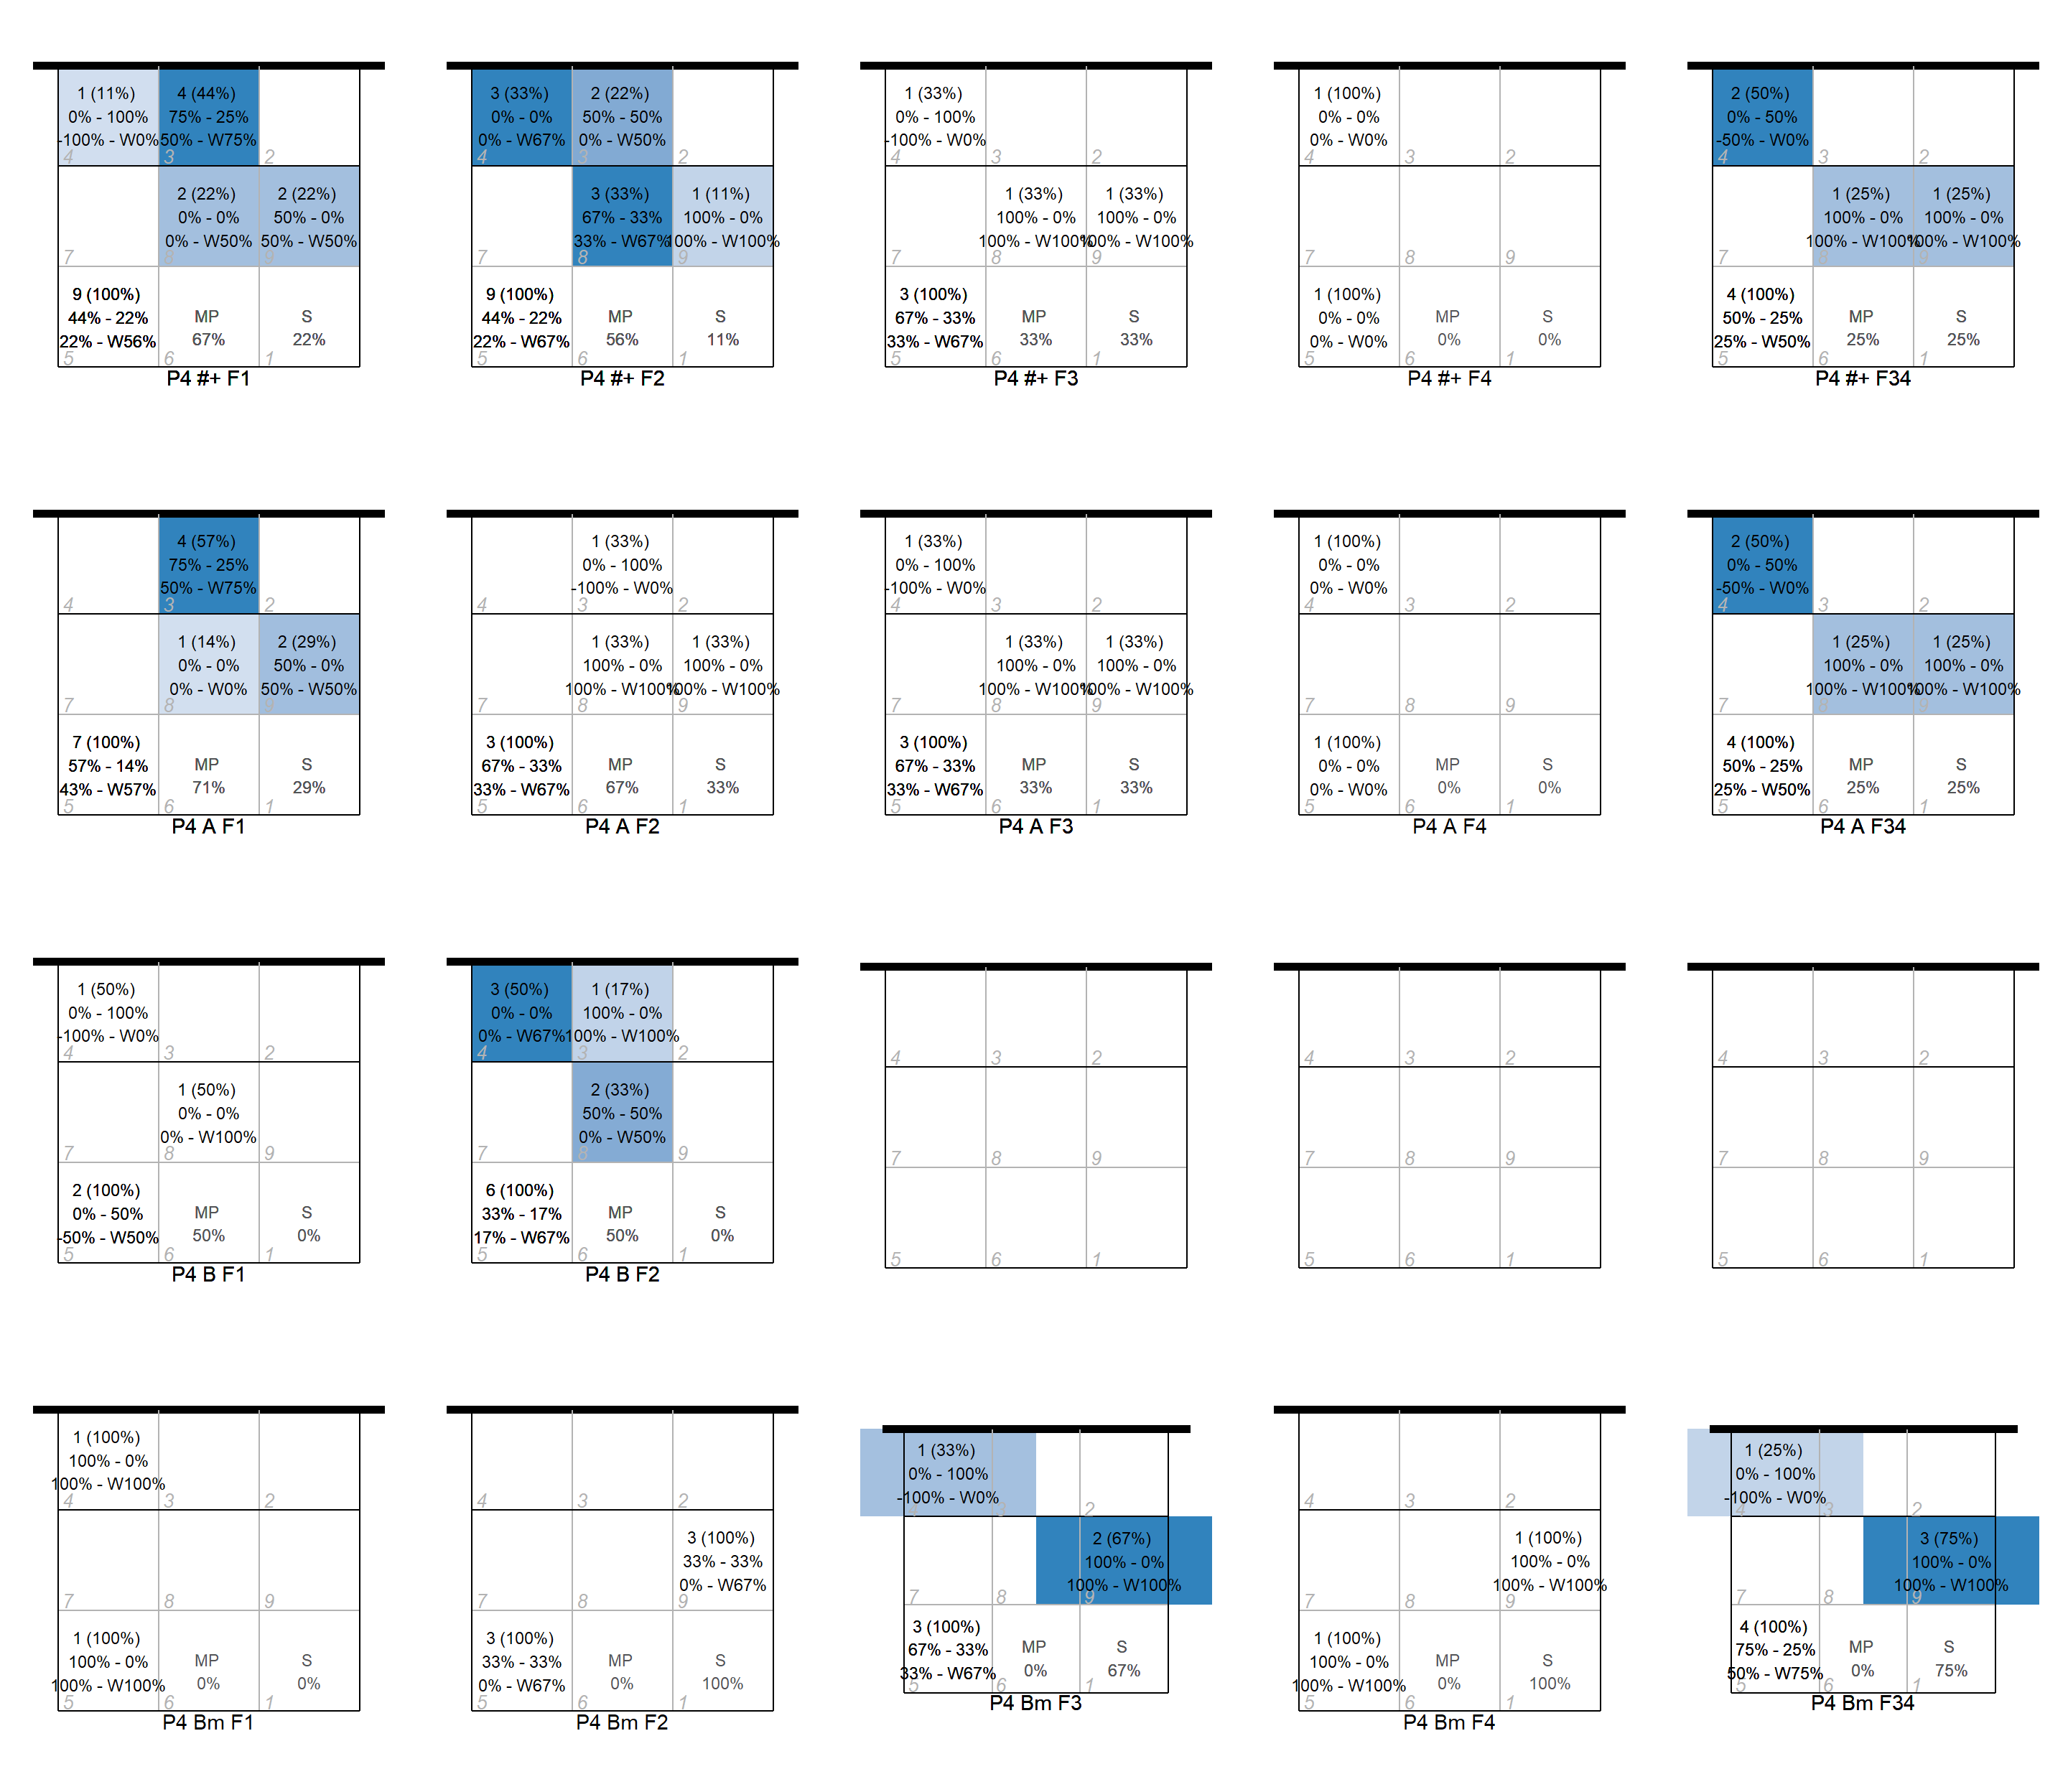 1 (11%)
0% - 100%
-100% - W0%
4
4 (44%)
75% - 25%
50% - W75%
3
2
7
2 (22%)
0% - 0%
0% - W50%
8
2 (22%)
50% - 0%
50% - W50%
9
9 (100%)
44% - 22%
22% - W56%
5
MP
67%
6
S
22%
1
P4 #+ F1
3 (33%)
0% - 0%
0% - W67%
4
2 (22%)
50% - 50%
0% - W50%
3
2
7
3 (33%)
67% - 33%
33% - W67%
8
1 (11%)
100% - 0%
100% - W100%
9
9 (100%)
44% - 22%
22% - W67%
5
MP
56%
6
S
11%
1
P4 #+ F2
1 (33%)
0% - 100%
-100% - W0%
4
3
2
7
1 (33%)
100% - 0%
100% - W100%
8
1 (33%)
100% - 0%
100% - W100%
9
3 (100%)
67% - 33%
33% - W67%
5
MP
33%
6
S
33%
1
P4 #+ F3
1 (100%)
0% - 0%
0% - W0%
4
3
2
7
8
9
1 (100%)
0% - 0%
0% - W0%
5
MP
0%
6
S
0%
1
P4 #+ F4
2 (50%)
0% - 50%
-50% - W0%
4
3
2
7
1 (25%)
100% - 0%
100% - W100%
8
1 (25%)
100% - 0%
100% - W100%
9
4 (100%)
50% - 25%
25% - W50%
5
MP
25%
6
S
25%
1
P4 #+ F34
4
4 (57%)
75% - 25%
50% - W75%
3
2
7
1 (14%)
0% - 0%
0% - W0%
8
2 (29%)
50% - 0%
50% - W50%
9
7 (100%)
57% - 14%
43% - W57%
5
MP
71%
6
S
29%
1
P4 A F1
4
1 (33%)
0% - 100%
-100% - W0%
3
2
7
1 (33%)
100% - 0%
100% - W100%
8
1 (33%)
100% - 0%
100% - W100%
9
3 (100%)
67% - 33%
33% - W67%
5
MP
67%
6
S
33%
1
P4 A F2
1 (33%)
0% - 100%
-100% - W0%
4
3
2
7
1 (33%)
100% - 0%
100% - W100%
8
1 (33%)
100% - 0%
100% - W100%
9
3 (100%)
67% - 33%
33% - W67%
5
MP
33%
6
S
33%
1
P4 A F3
1 (100%)
0% - 0%
0% - W0%
4
3
2
7
8
9
1 (100%)
0% - 0%
0% - W0%
5
MP
0%
6
S
0%
1
P4 A F4
2 (50%)
0% - 50%
-50% - W0%
4
3
2
7
1 (25%)
100% - 0%
100% - W100%
8
1 (25%)
100% - 0%
100% - W100%
9
4 (100%)
50% - 25%
25% - W50%
5
MP
25%
6
S
25%
1
P4 A F34
1 (50%)
0% - 100%
-100% - W0%
4
3
2
7
1 (50%)
0% - 0%
0% - W100%
8
9
2 (100%)
0% - 50%
-50% - W50%
5
MP
50%
6
S
0%
1
P4 B F1
3 (50%)
0% - 0%
0% - W67%
4
1 (17%)
100% - 0%
100% - W100%
3
2
7
2 (33%)
50% - 50%
0% - W50%
8
9
6 (100%)
33% - 17%
17% - W67%
5
MP
50%
6
S
0%
1
P4 B F2
4
3
2
7
8
9
5
6
1
4
3
2
7
8
9
5
6
1
4
3
2
7
8
9
5
6
1
1 (100%)
100% - 0%
100% - W100%
4
3
2
7
8
9
1 (100%)
100% - 0%
100% - W100%
5
MP
0%
6
S
0%
1
P4 Bm F1
4
3
2
7
8
3 (100%)
33% - 33%
0% - W67%
9
3 (100%)
33% - 33%
0% - W67%
5
MP
0%
6
S
100%
1
P4 Bm F2
1 (33%)
0% - 100%
-100% - W0%
4
3
2
7
8
2 (67%)
100% - 0%
100% - W100%
9
3 (100%)
67% - 33%
33% - W67%
5
MP
0%
6
S
67%
1
P4 Bm F3
4
3
2
7
8
1 (100%)
100% - 0%
100% - W100%
9
1 (100%)
100% - 0%
100% - W100%
5
MP
0%
6
S
100%
1
P4 Bm F4
1 (25%)
0% - 100%
-100% - W0%
4
3
2
7
8
3 (75%)
100% - 0%
100% - W100%
9
4 (100%)
75% - 25%
50% - W75%
5
MP
0%
6
S
75%
1
P4 Bm F34